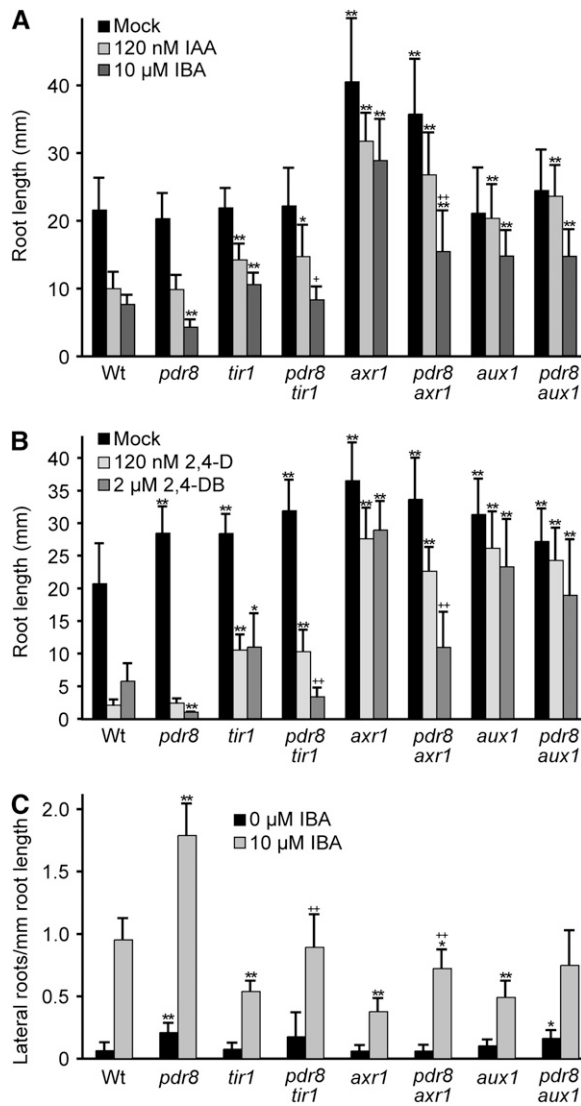 A
Mock
120 nM IAA
10 µM IBA
Root length (mm)
40
30
20
10
0
** ** ** ** ** ** ** ** ** * + ** ** ** ** ** ++ ** ** ** ** **
Wt pdr8 tir1 pdr8 tir1 axr1 pdr8 axr1 aux1 pdr8 aux1
B
Mock
120 nM 2,4-D
2 µM 2,4-DB
Root length (mm)
40
35
30
25
20
15
10
5
0
Wt pdr8 tir1 pdr8 tir1 axr1 pdr8 axr1 aux1 pdr8 aux1
C
0 µM IBA
10 µM IBA
Lateral roots/mm root length
2.0
1.5
1.0
0.5
0
Wt pdr8 tir1 pdr8 tir1 axr1 pdr8 axr1 aux1 pdr8 aux1